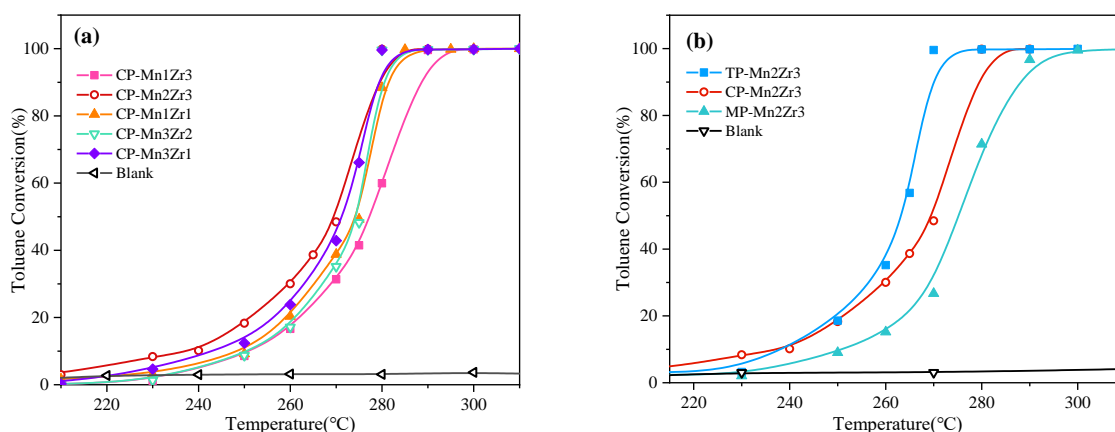 (a)
CP-Mn1Zr3
CP-Mn2Zr3
CP-Mn1Zr1
CP-Mn3Zr2
CP-Mn3Zr1
Blank
Toluene Conversion(%)
100
80
60
40
20
0
220
240
260
280
300
Temperature(℃)
(b)
TP-Mn2Zr3
CP-Mn2Zr3
MP-Mn2Zr3
Blank
Toluene Conversion(%)
100
80
60
40
20
0
220
240
260
280
300
Temperature(℃)